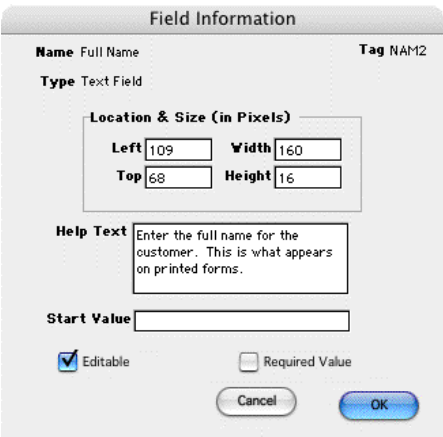 Field Information
Name Full Name Tag NAM2
Type Text Field
Location & Size (in Pixels)
Left 109 Width 160
Top 68 Height 16
Help Text Enter the full name for the
customer. This is what appears
on printed forms.
Start Value
Editable Required Value
Cancel OK